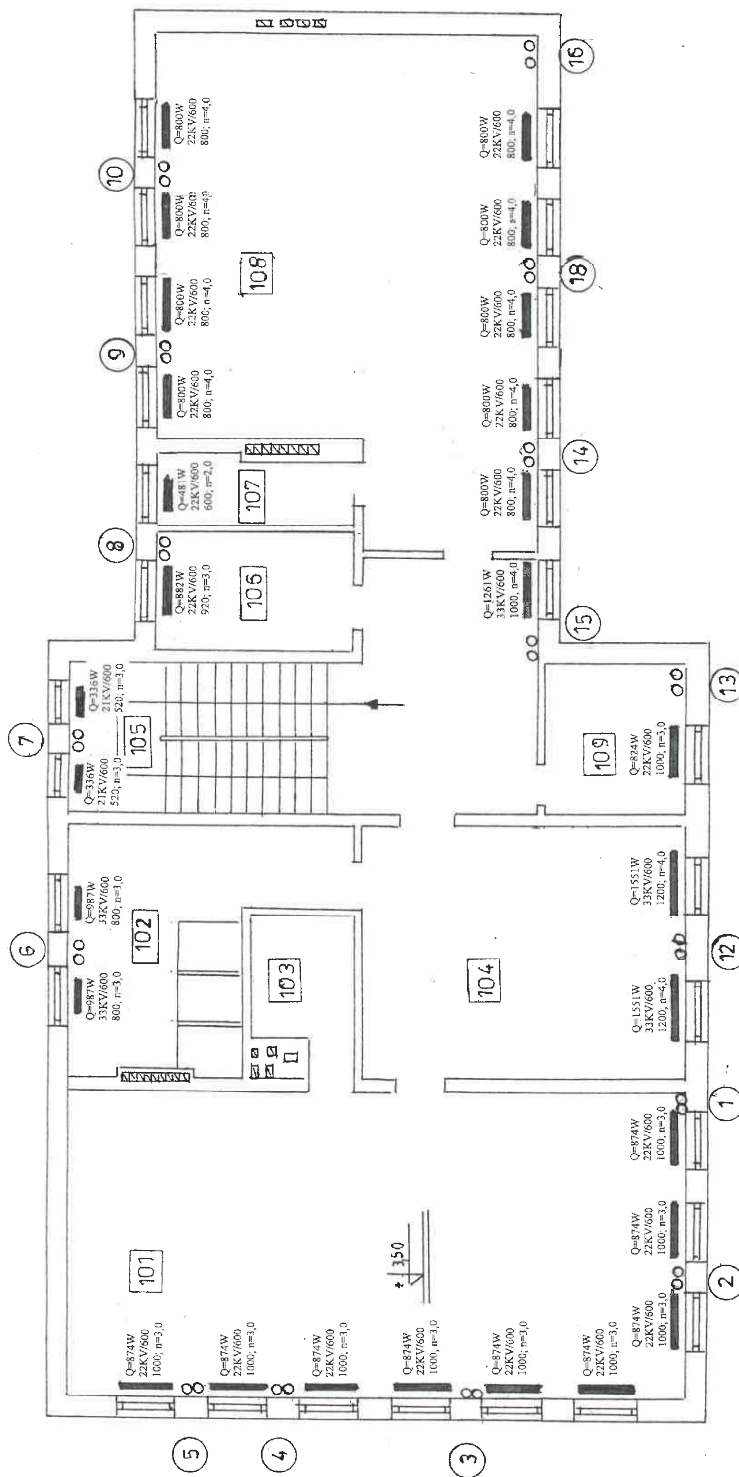 16
Q=800W
22KV/600
800; n=4,0
10
Q=800W
22KV/600
800; n=4,0
Q=800W
22KV/600
800; n=4,0
9
Q=800W
22KV/600
800; n=4,0
108
Q=800W
22KV/600
800; n=4,0
Q=800W
22KV/600
800; n=4,0
18
Q=800W
22KV/600
800; n=4,0
Q=800W
22KV/600
800; n=4,0
14
Q=800W
22KV/600
800; n=4,0
Q=481W
22KV/600
600; n=2,0
107
8
Q=882W
22KV/600
920; n=3,0
106
Q=1261W
33KV/600
1000; n=4,0
15
Q=336W
21KV/600
520; n=3,0
7
Q=336W
21KV/600
520; n=3,0
105
13
109
Q=824W
22KV/600
1000; n=3,0
Q=987W
33KV/600
800; n=3,0
6
Q=987W
33KV/600
800; n=3,0
102
103
104
Q=1551W
33KV/600
1200; n=4,0
12
Q=1551W
33KV/600
1200; n=4,0
1
Q=874W
22KV/600
1000; n=3,0
Q=874W
22KV/600
1000; n=3,0
2
Q=874W
22KV/600
1000; n=3,0
101
+ 3,50
Q=874W
22KV/600
1000; n=3,0
Q=874W
22KV/600
1000; n=3,0
Q=874W
22KV/600
1000; n=3,0
Q=874W
22KV/600
1000; n=3,0
Q=874W
22KV/600
1000; n=3,0
Q=874W
22KV/600
1000; n=3,0
5
4
3